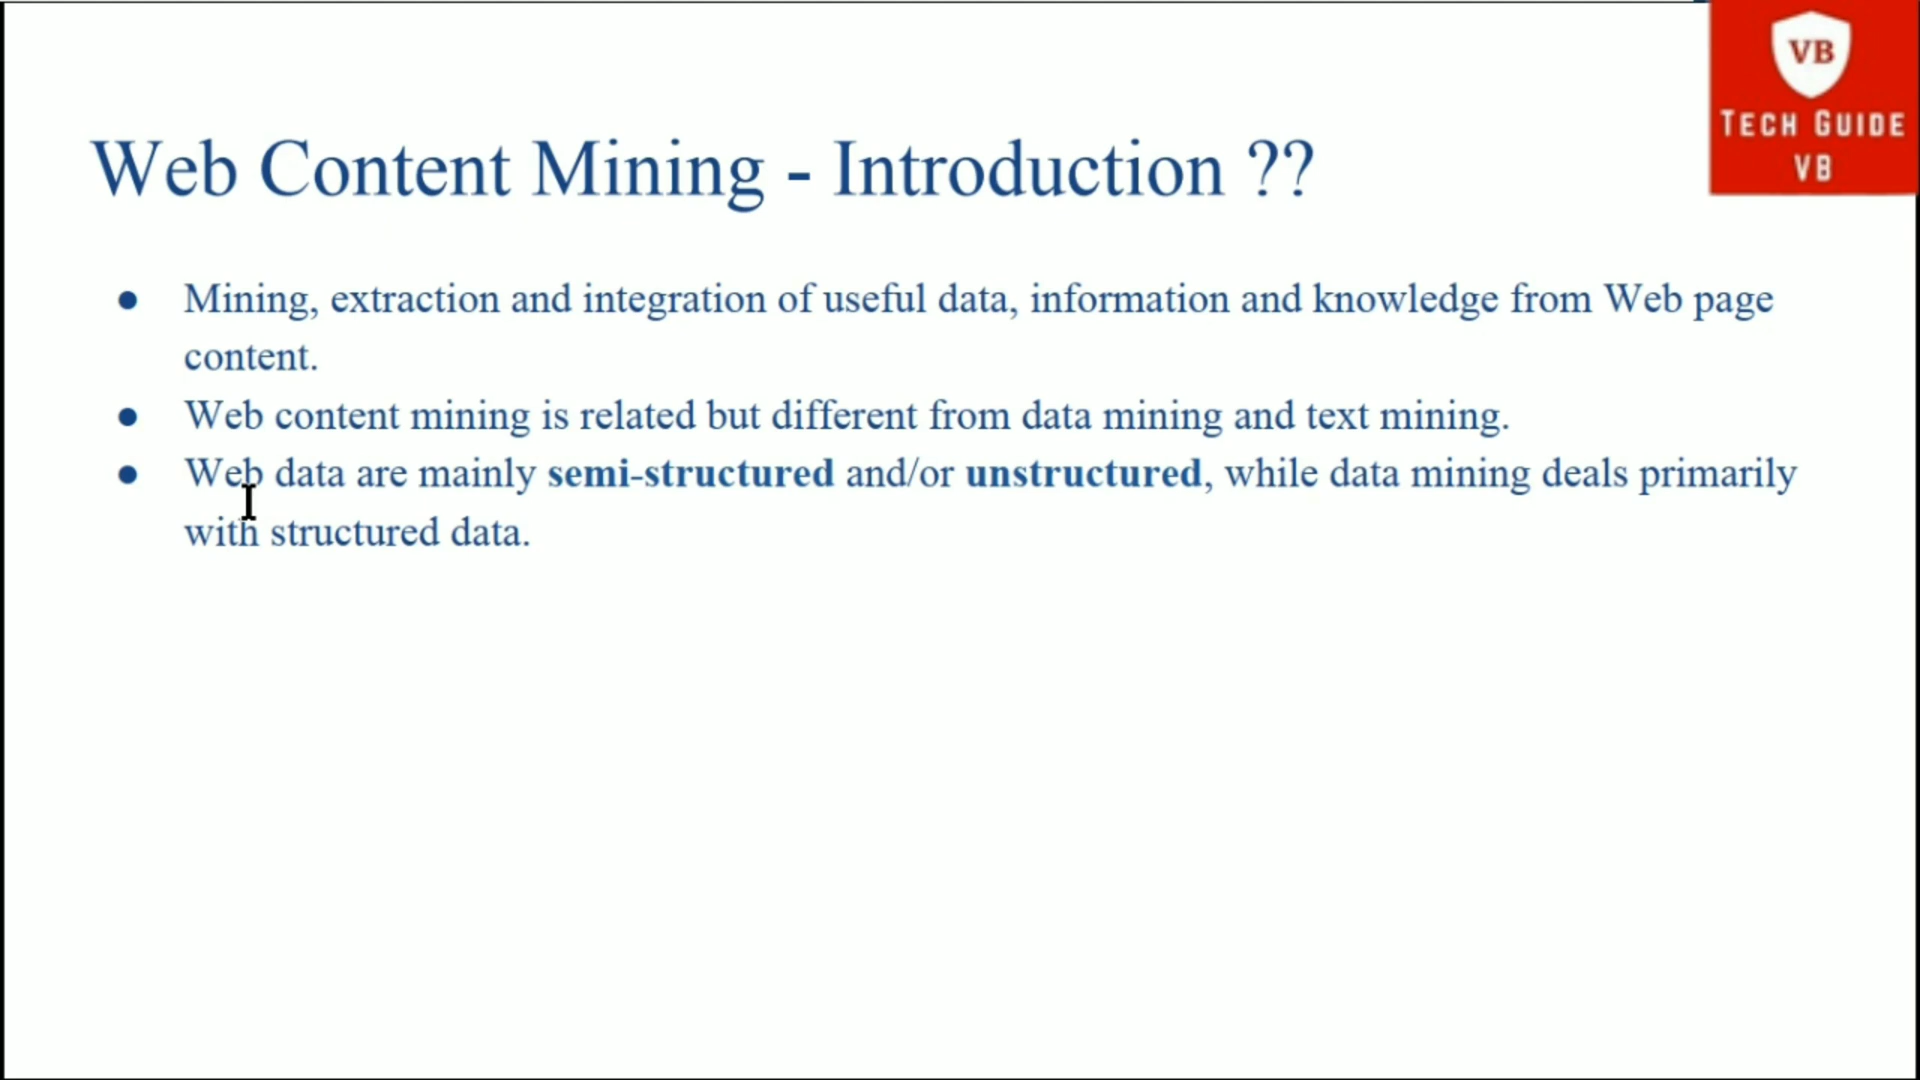 VB
TECH GUIDE
VB
Web Content Mining - Introduction ??
● Mining, extraction and integration of useful data, information and knowledge from Web page
content.
● Web content mining is related but different from data mining and text mining.
● Web data are mainly semi-structured and/or unstructured, while data mining deals primarily
with structured data.